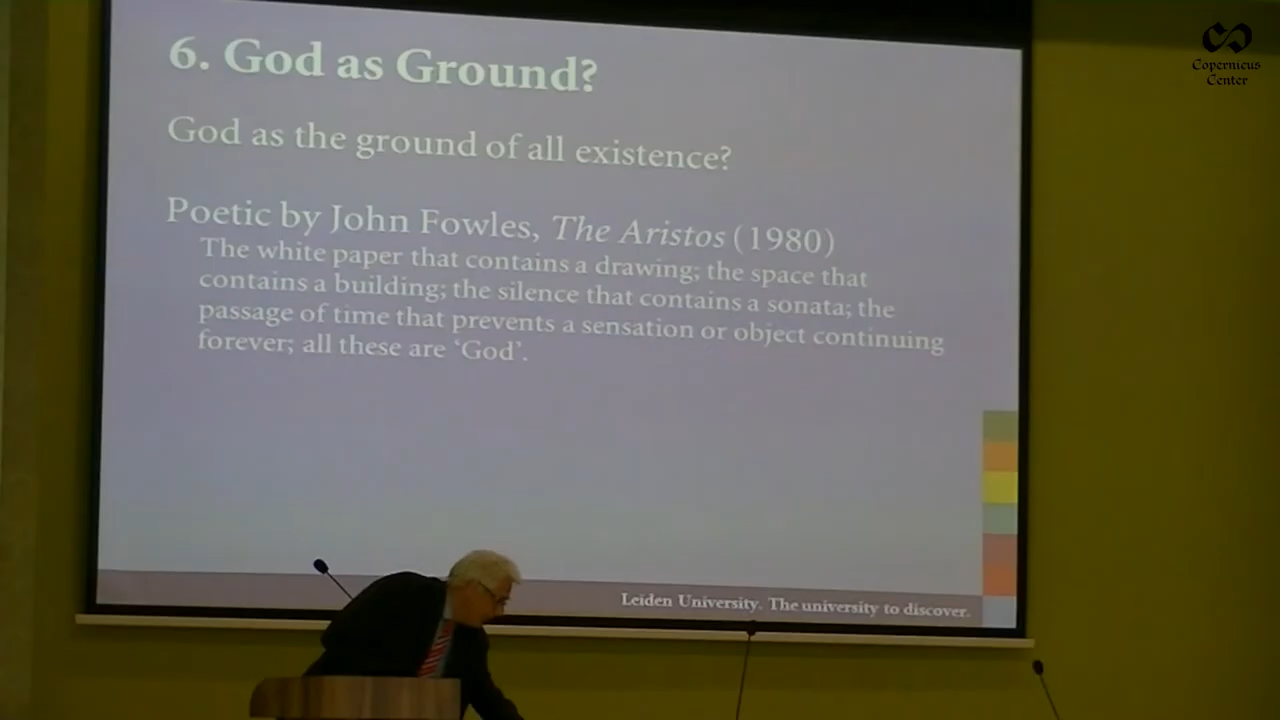 6. God as Ground?
God as the ground of all existence?
Poetic by John Fowles, The Aristos (1980)
The white paper that contains a drawing; the space that
contains a building; the silence that contains a sonata; the
passage of time that prevents a sensation or object continuing
forever; all these are ‘God’.
Leiden University. The university to discover.
Copernicus
Center